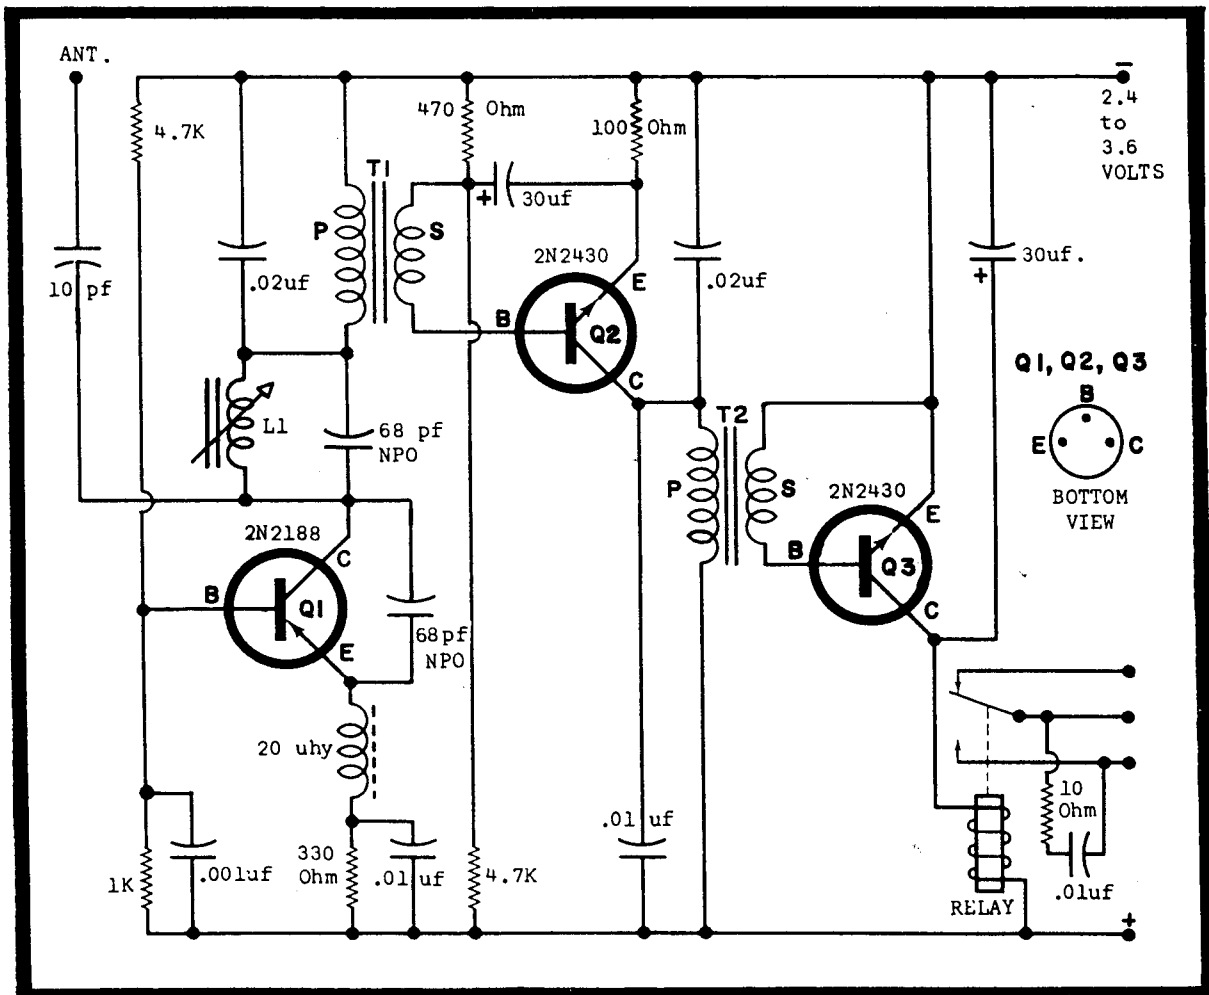 ANT.
4.7K
470 Ohm
100 Ohm
−
2.4
to
3.6
VOLTS
T1
P
S
+
30uf
10 pf
.02uf
2N2430
B
E
Q2
C
.02uf
30uf.
+
L1
68 pf
NPO
T2
P
S
Q1, Q2, Q3
B
E
C
BOTTOM
VIEW
2N2188
C
B
Q1
E
68pf
NPO
2N2430
E
B
Q3
C
20 uhy
1K
.001uf
330
Ohm
.01 uf
4.7K
.01 uf
10
Ohm
.01uf
RELAY
+